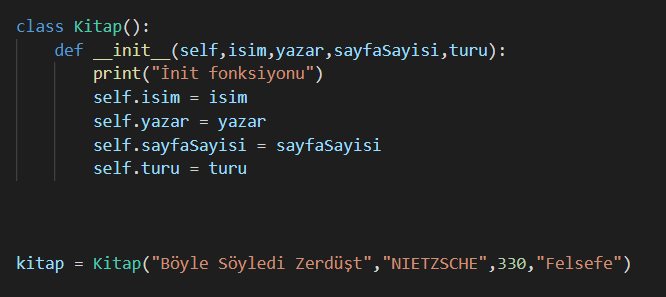 class Kitap():
    def __init__(self,isim,yazar,sayfaSayisi,turu):
        print("İnit fonksiyonu")
        self.isim = isim
        self.yazar = yazar
        self.sayfaSayisi = sayfaSayisi
        self.turu = turu
kitap = Kitap("Böyle Söyledi Zerdüşt","NIETZSCHE",330,"Felsefe")